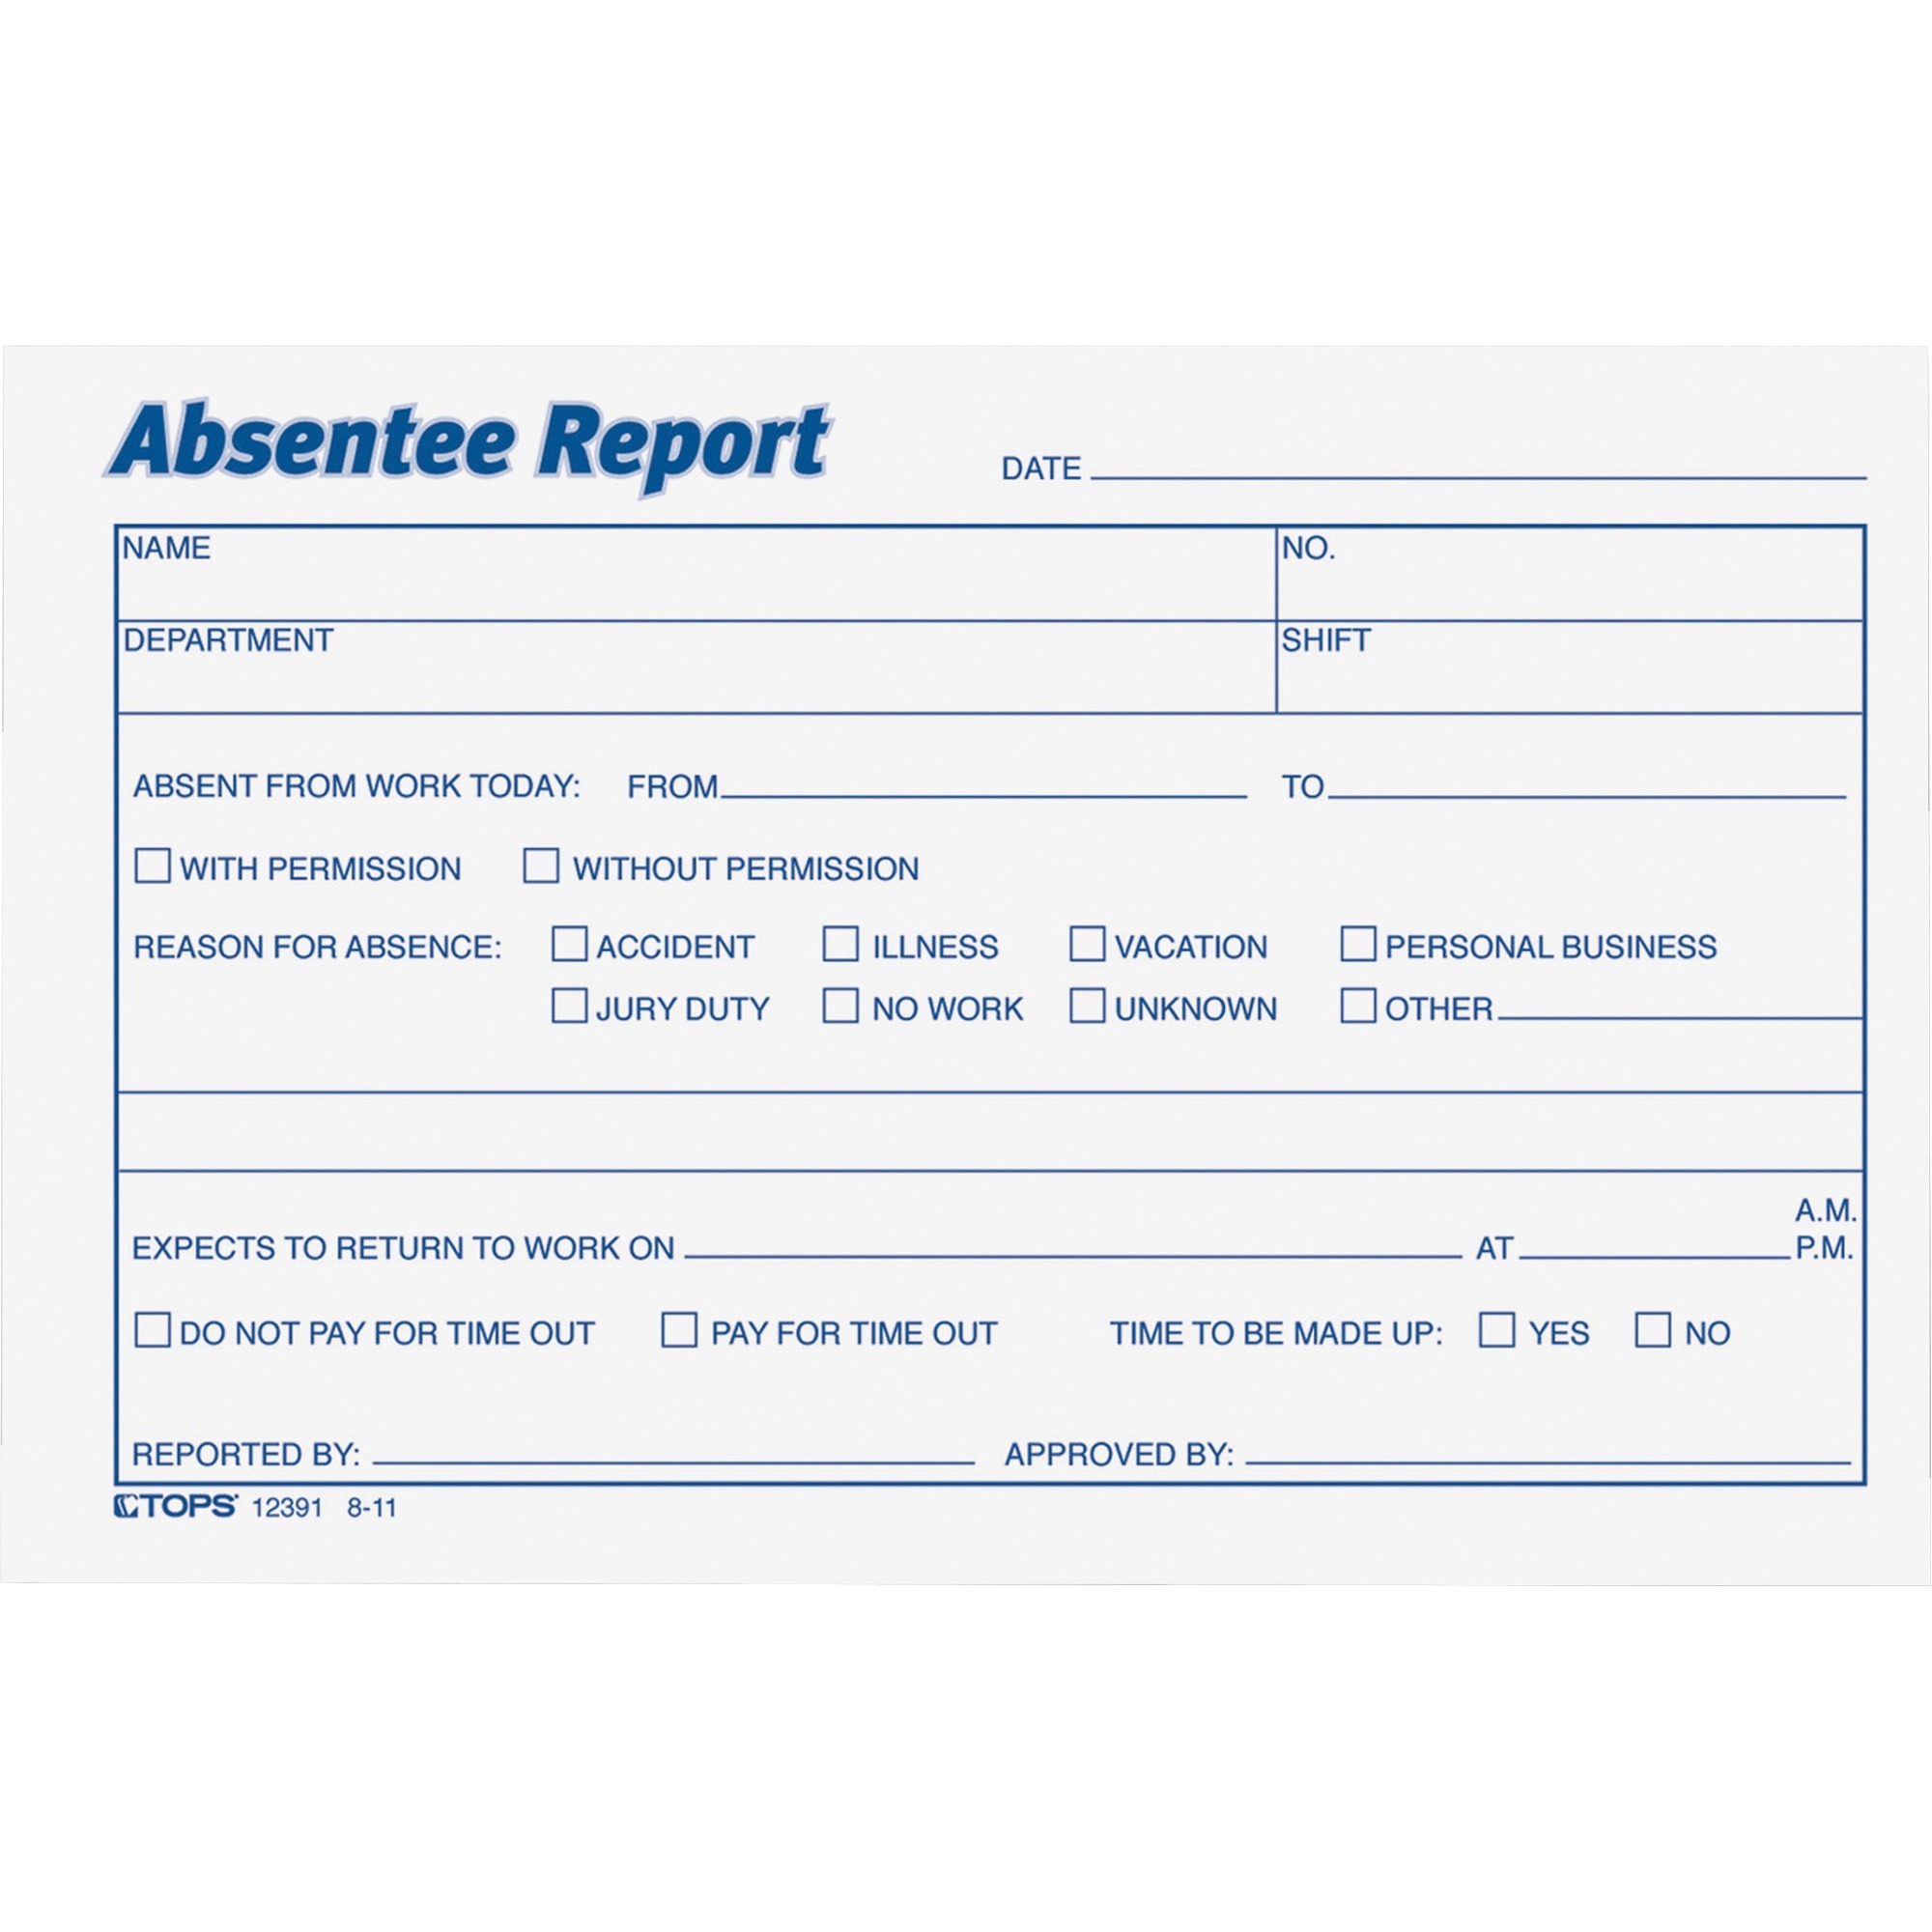 Absentee Report
DATE
NAME NO.
DEPARTMENT SHIFT
ABSENT FROM WORK TODAY: FROM TO
WITH PERMISSION WITHOUT PERMISSION
REASON FOR ABSENCE: ACCIDENT ILLNESS VACATION PERSONAL BUSINESS
JURY DUTY NO WORK UNKNOWN OTHER
A.M.
EXPECTS TO RETURN TO WORK ON AT P.M.
DO NOT PAY FOR TIME OUT PAY FOR TIME OUT TIME TO BE MADE UP: YES NO
REPORTED BY: APPROVED BY:
TOPS 12391 8-11